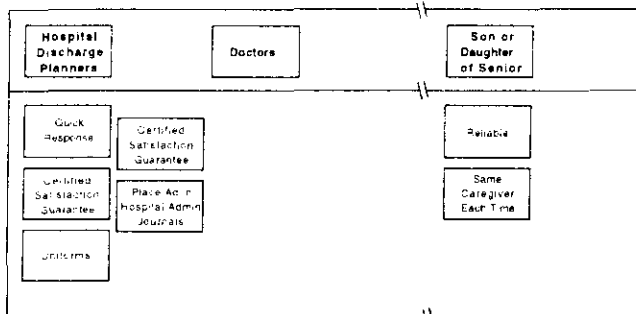 Hospital
Discharge
Planners
Doctors
Son or
Daughter
of Senior
Quick
Response
Certified
Satisfaction
Guarantee
Reliable
Certified
Satisfaction
Guarantee
Place Ad in
Hospital Admin
Journals
Same
Caregiver
Each Time
Uniforms